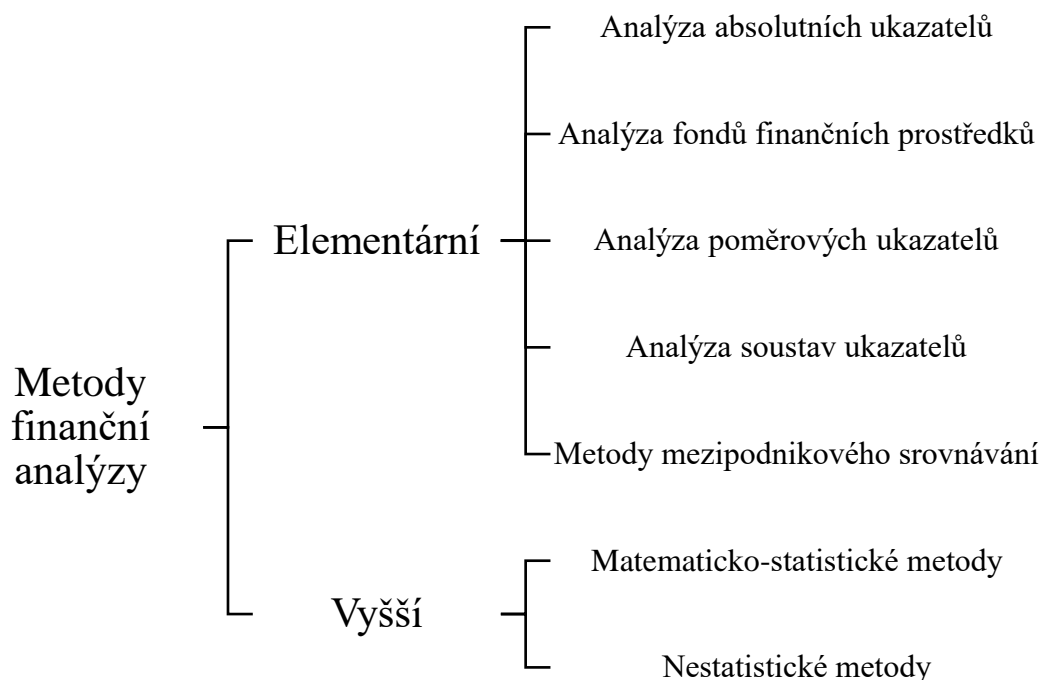 Metody
finanční
analýzy
Elementární
Analýza absolutních ukazatelů
Analýza fondů finančních prostředků
Analýza poměrových ukazatelů
Analýza soustav ukazatelů
Metody mezipodnikového srovnávání
Vyšší
Matematicko-statistické metody
Nestatistické metody